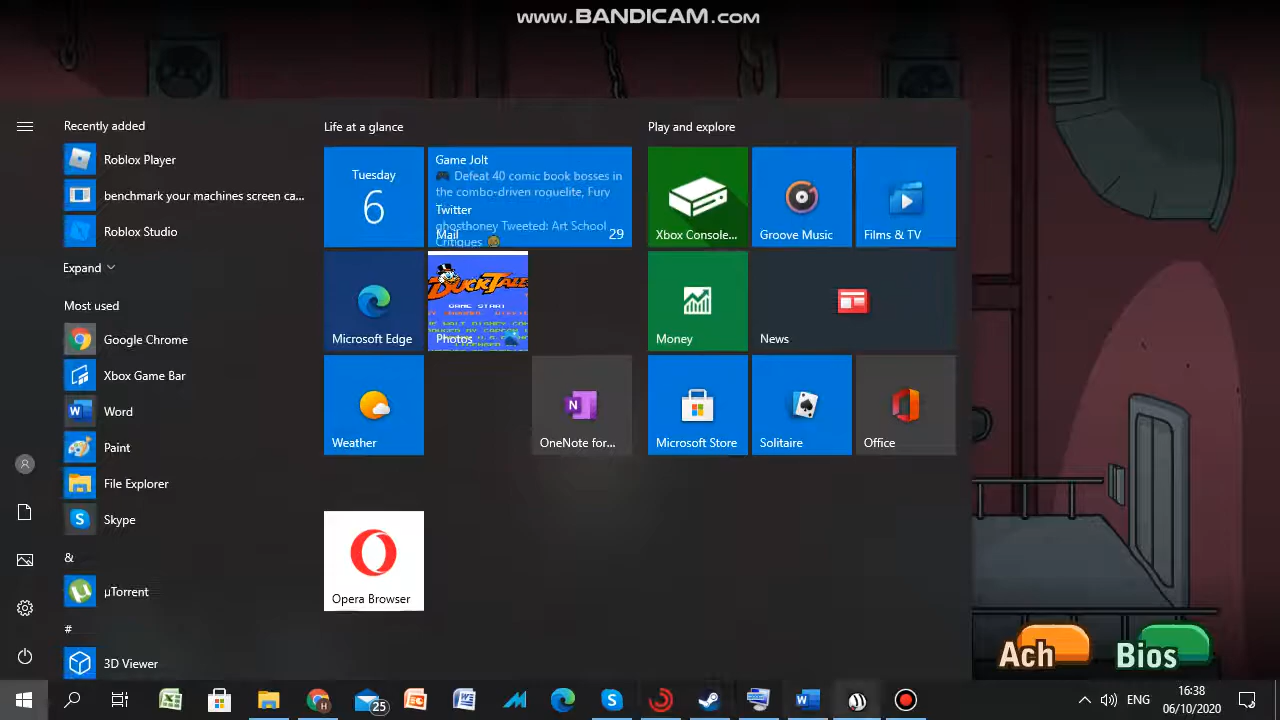 www.BANDICAM.com
Recently added
Roblox Player
benchmark your machines screen ca...
Roblox Studio
Expand
Most used
Google Chrome
Xbox Game Bar
Word
Paint
File Explorer
Skype
&
µTorrent
#
3D Viewer
Life at a glance
Tuesday
6
Game Jolt
🎮 Defeat 40 comic book bosses in
the combo-driven roguelite, Fury
Twitter
ghosthoney Tweeted: Art School
Critiques
Mail
29
Microsoft Edge
DUCKTALE
GAME START
Photos
Weather
OneNote for...
Opera Browser
Play and explore
Xbox Console...
Groove Music
Films & TV
Money
News
Microsoft Store
Solitaire
Office
Ach
Bios
25
ENG
18:38
06/10/2020